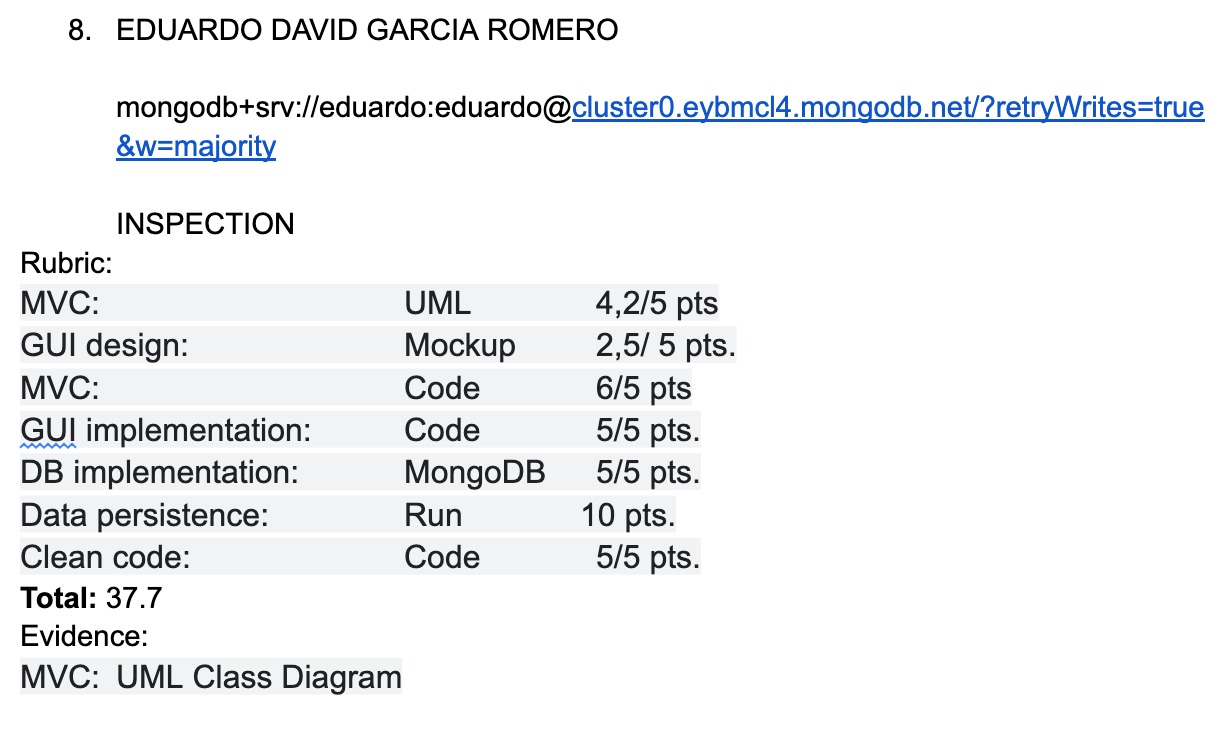 8. EDUARDO DAVID GARCIA ROMERO
mongodb+srv://eduardo:eduardo@cluster0.eybmcl4.mongodb.net/?retryWrites=true
&w=majority
INSPECTION
Rubric:
MVC: UML 4,2/5 pts
GUI design: Mockup 2,5/ 5 pts.
MVC: Code 6/5 pts
GUI implementation: Code 5/5 pts.
DB implementation: MongoDB 5/5 pts.
Data persistence: Run 10 pts.
Clean code: Code 5/5 pts.
Total: 37.7
Evidence:
MVC: UML Class Diagram